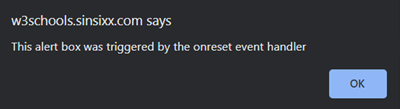 w3schools.sinsixx.com says
This alert box was triggered by the onreset event handler
OK